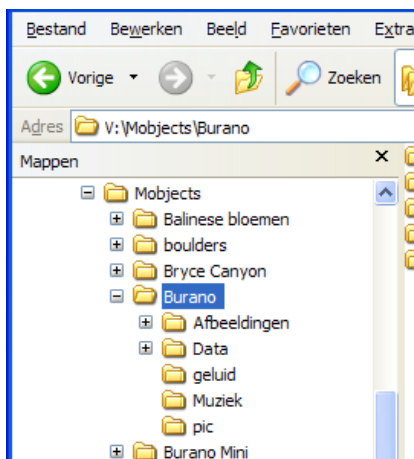 Bestand Bewerken Beeld Favorieten Extra
Vorige Zoeken
Adres V:\Mobjects\Burano
Mappen
Mobjects
Balinese bloemen
boulders
Bryce Canyon
Burano
Afbeeldingen
Data
geluid
Muziek
pic
Burano Mini